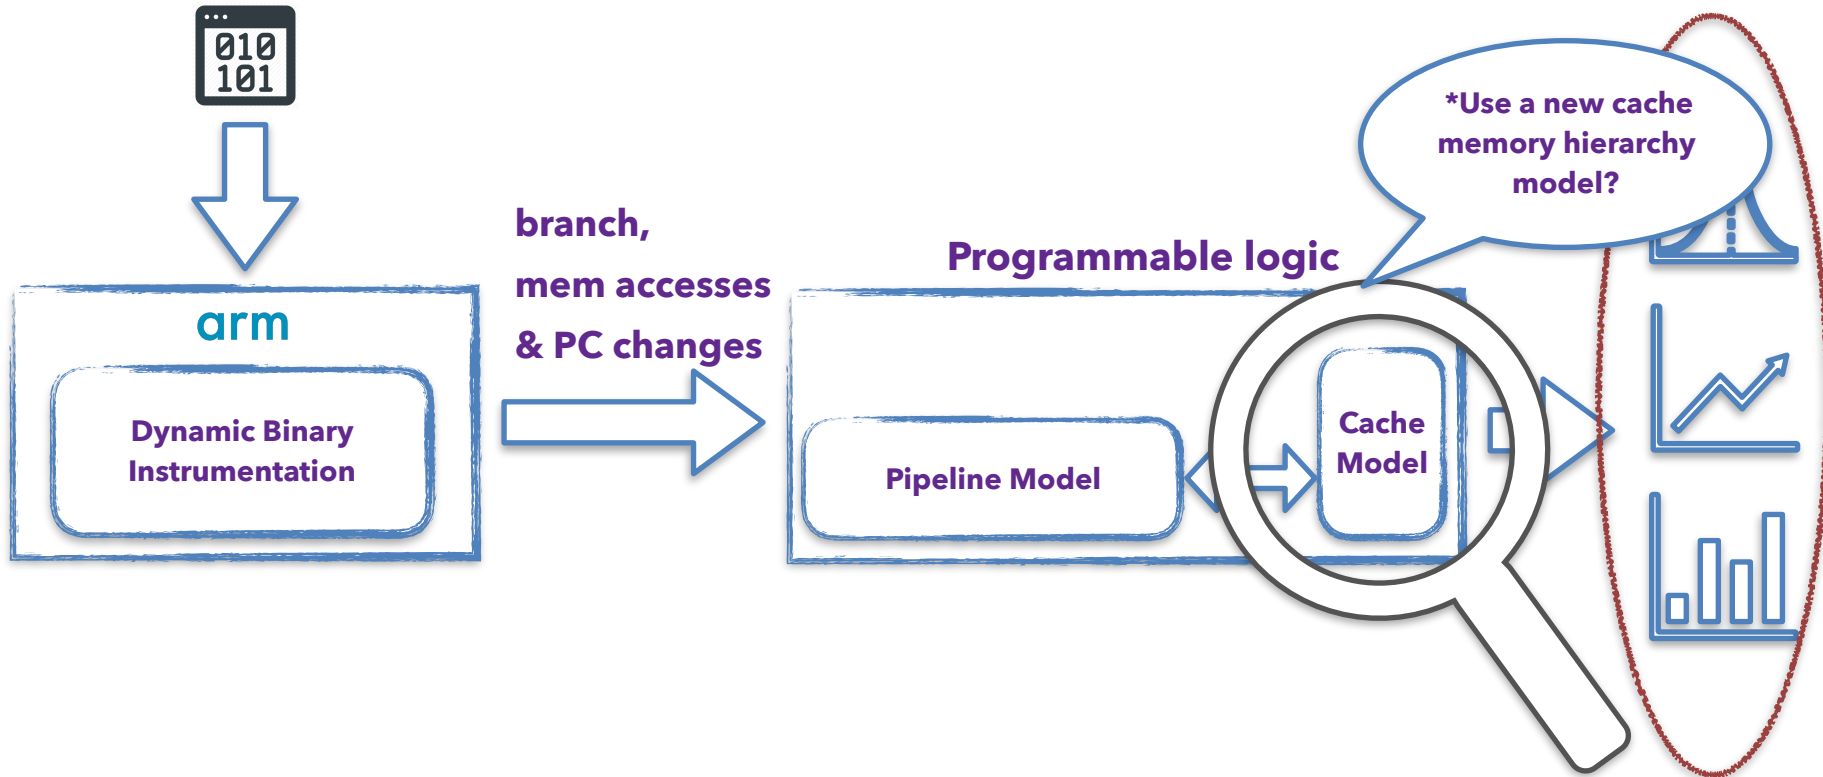 010
101
*Use a new cache
memory hierarchy
model?
branch,
mem accesses
& PC changes
Programmable logic
arm
Dynamic Binary
Instrumentation
Pipeline Model
Cache
Model